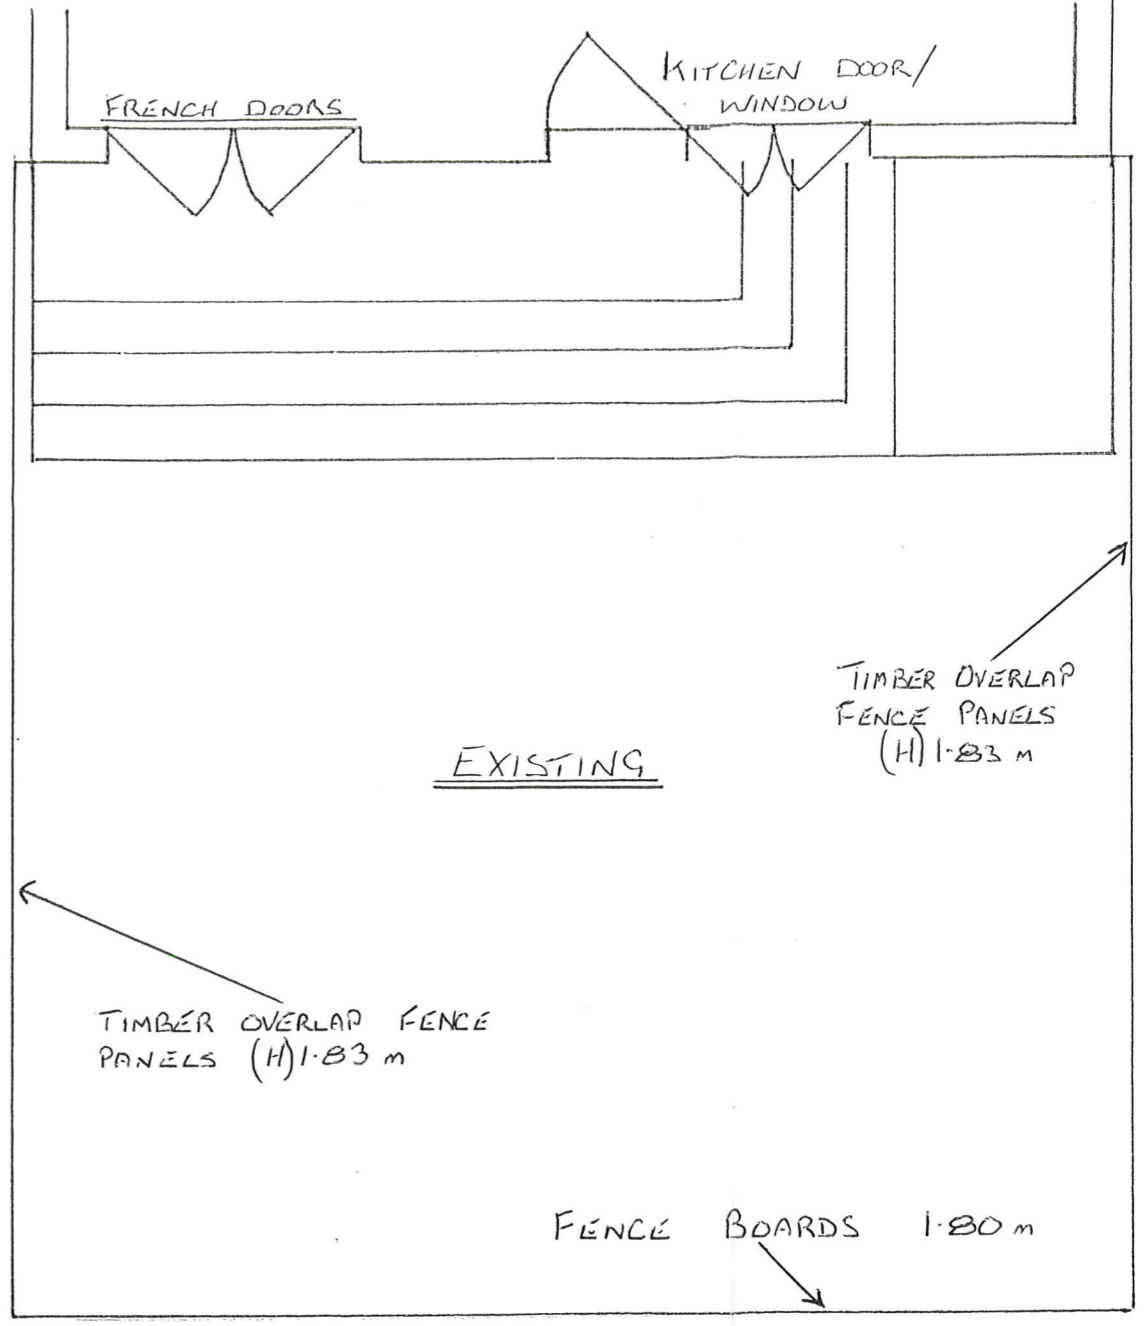 FRENCH DOORS
KITCHEN DOOR/
WINDOW
TIMBER OVERLAP
FENCE PANELS
(H) 1·83 m
EXISTING
TIMBER OVERLAP FENCE
PANELS (H) 1·83 m
FENCE BOARDS 1·80 m